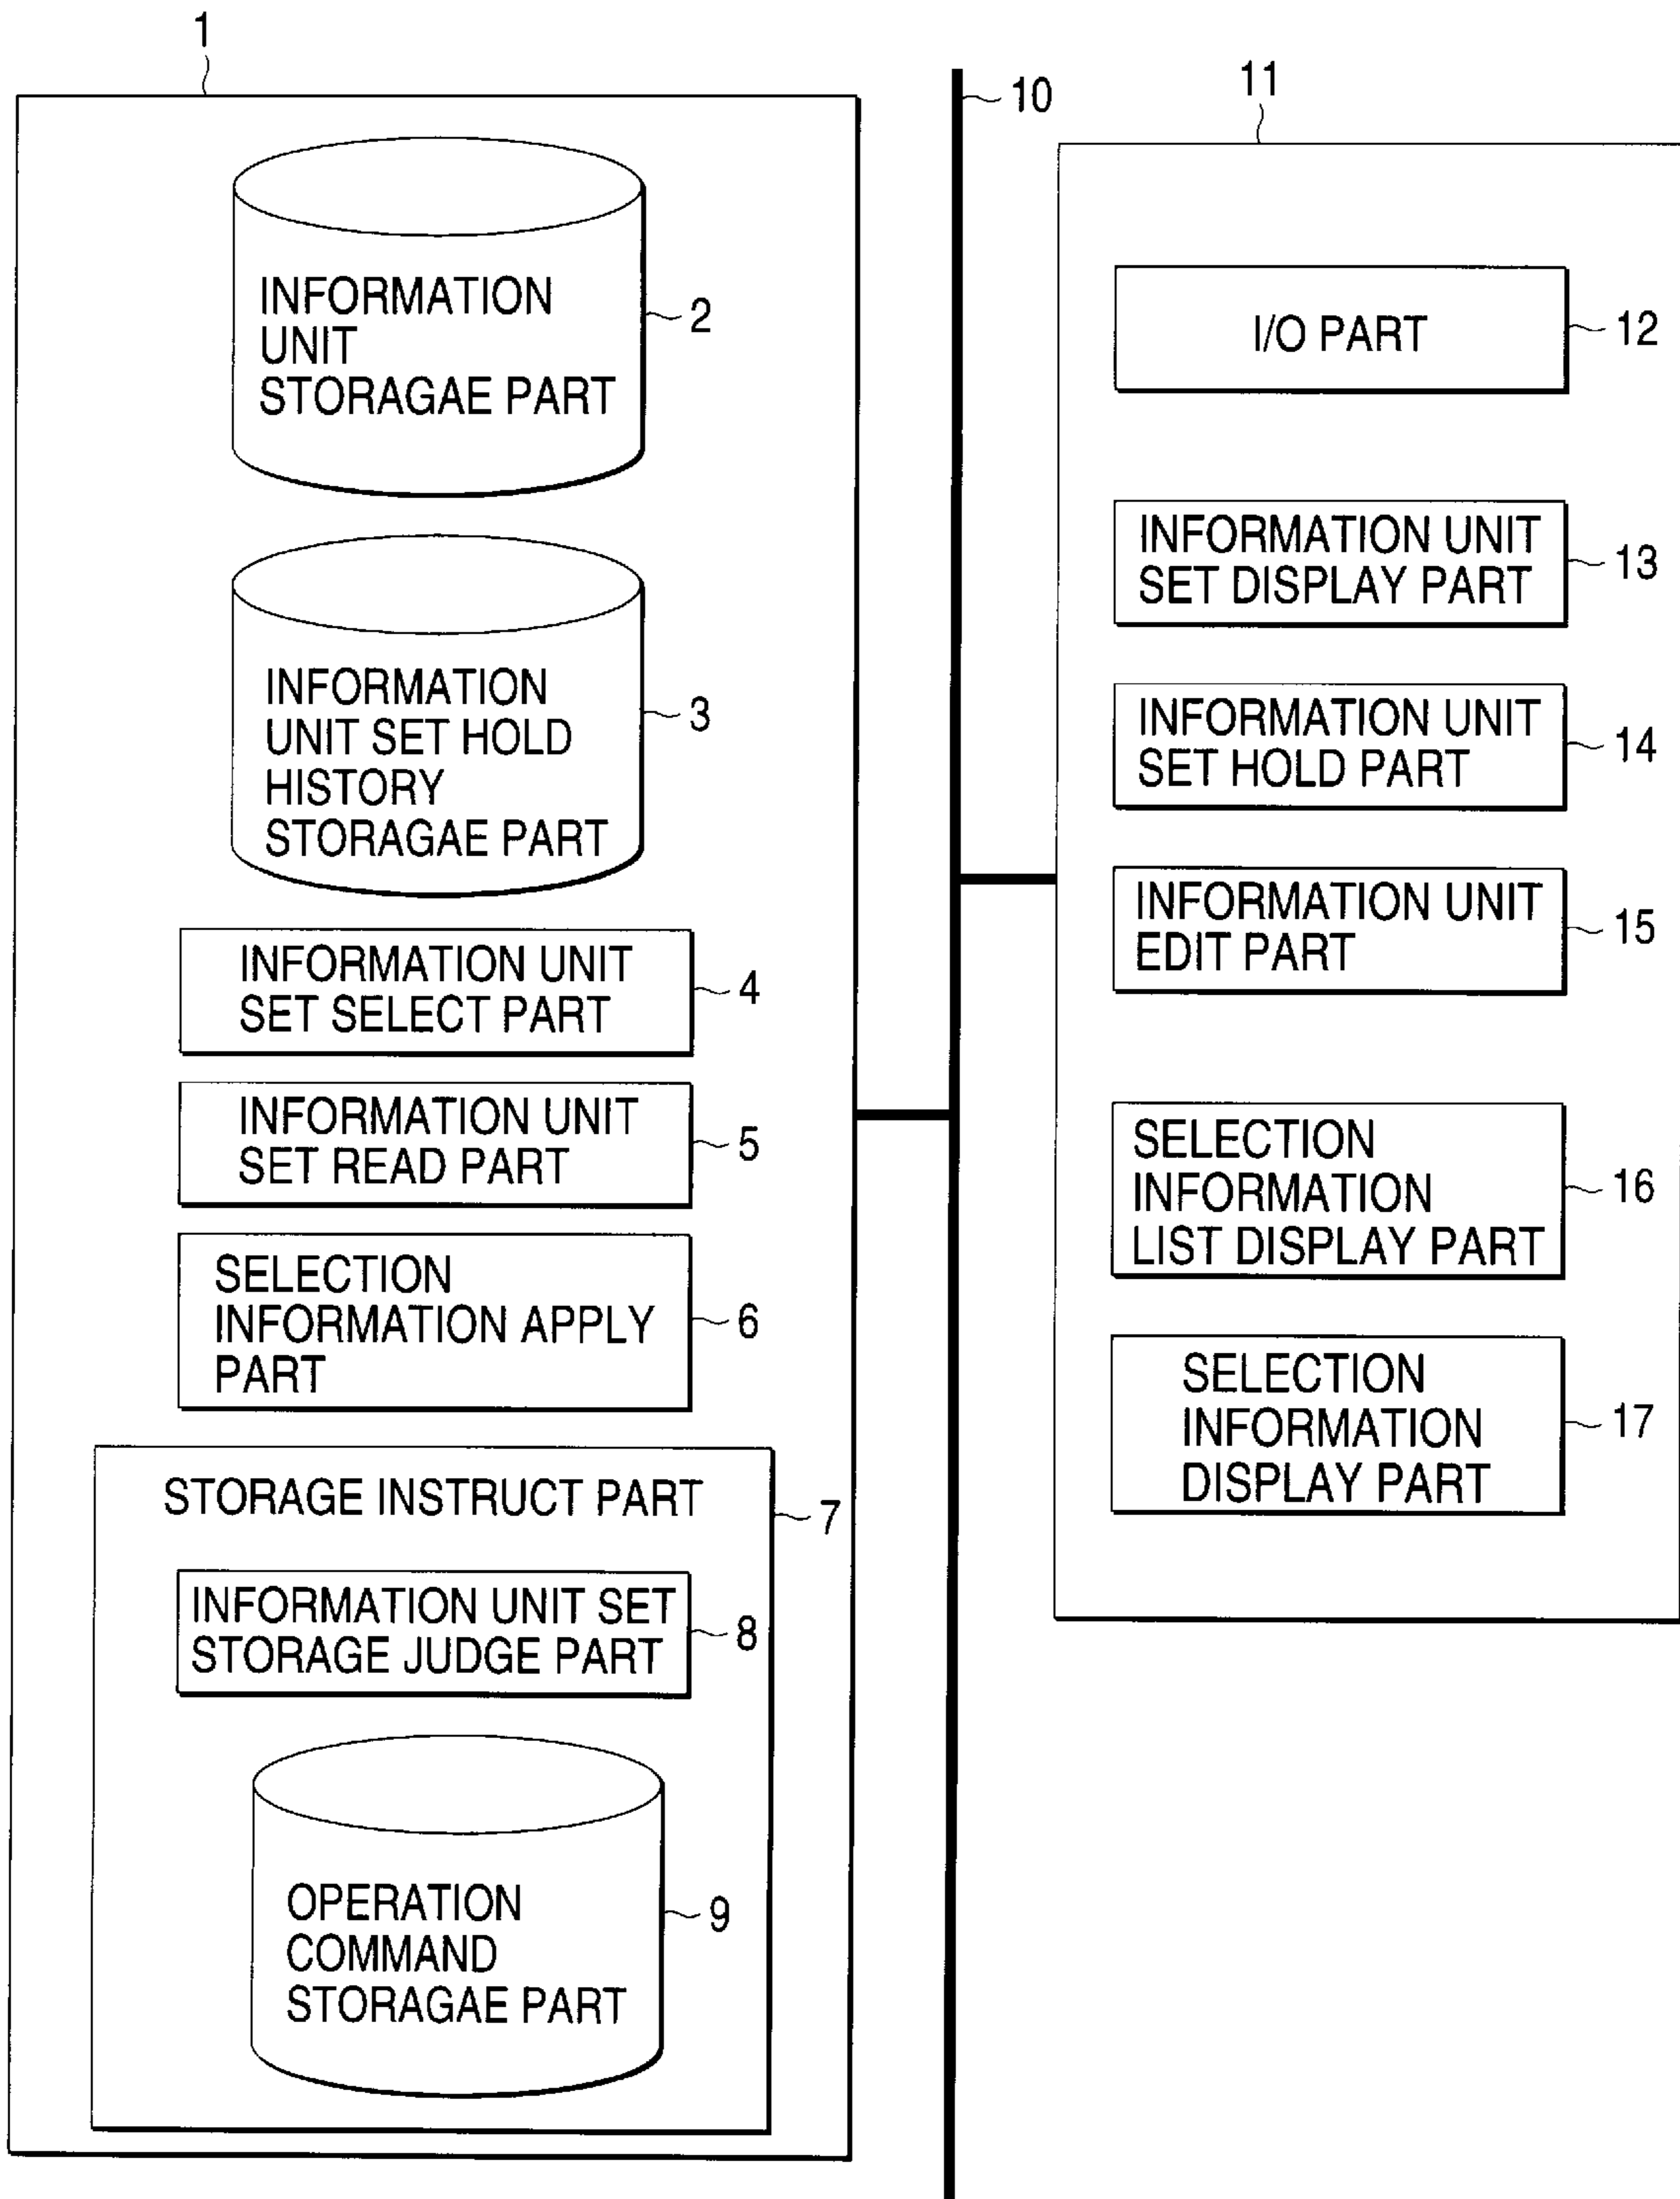 1
INFORMATION
UNIT
STORAGAE PART
2
INFORMATION
UNIT SET HOLD
HISTORY
STORAGAE PART
3
INFORMATION UNIT
SET SELECT PART
4
INFORMATION UNIT
SET READ PART
5
SELECTION
INFORMATION APPLY
PART
6
STORAGE INSTRUCT PART
7
INFORMATION UNIT SET
STORAGE JUDGE PART
8
OPERATION
COMMAND
STORAGAE PART
9
10
11
I/O PART
12
INFORMATION UNIT
SET DISPLAY PART
13
INFORMATION UNIT
SET HOLD PART
14
INFORMATION UNIT
EDIT PART
15
SELECTION
INFORMATION
LIST DISPLAY PART
16
SELECTION
INFORMATION
DISPLAY PART
17